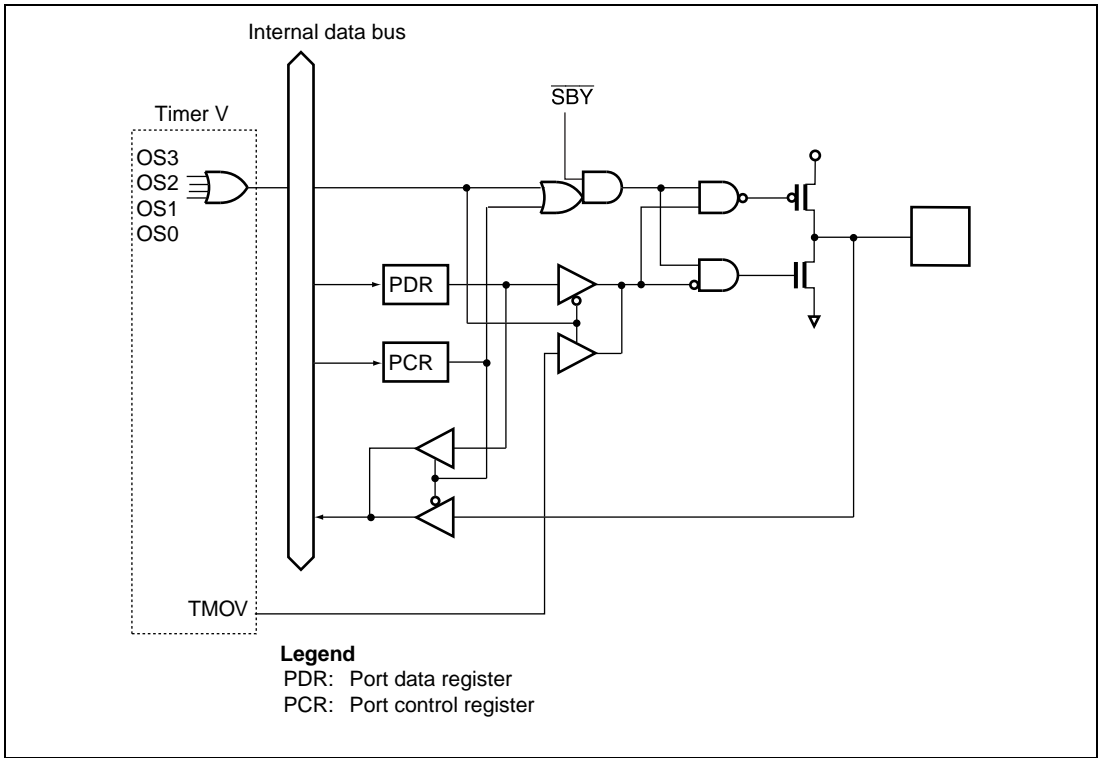 Internal data bus
SBY
Timer V
OS3
OS2
OS1
OS0
PDR
PCR
TMOV
Legend
PDR: Port data register
PCR: Port control register